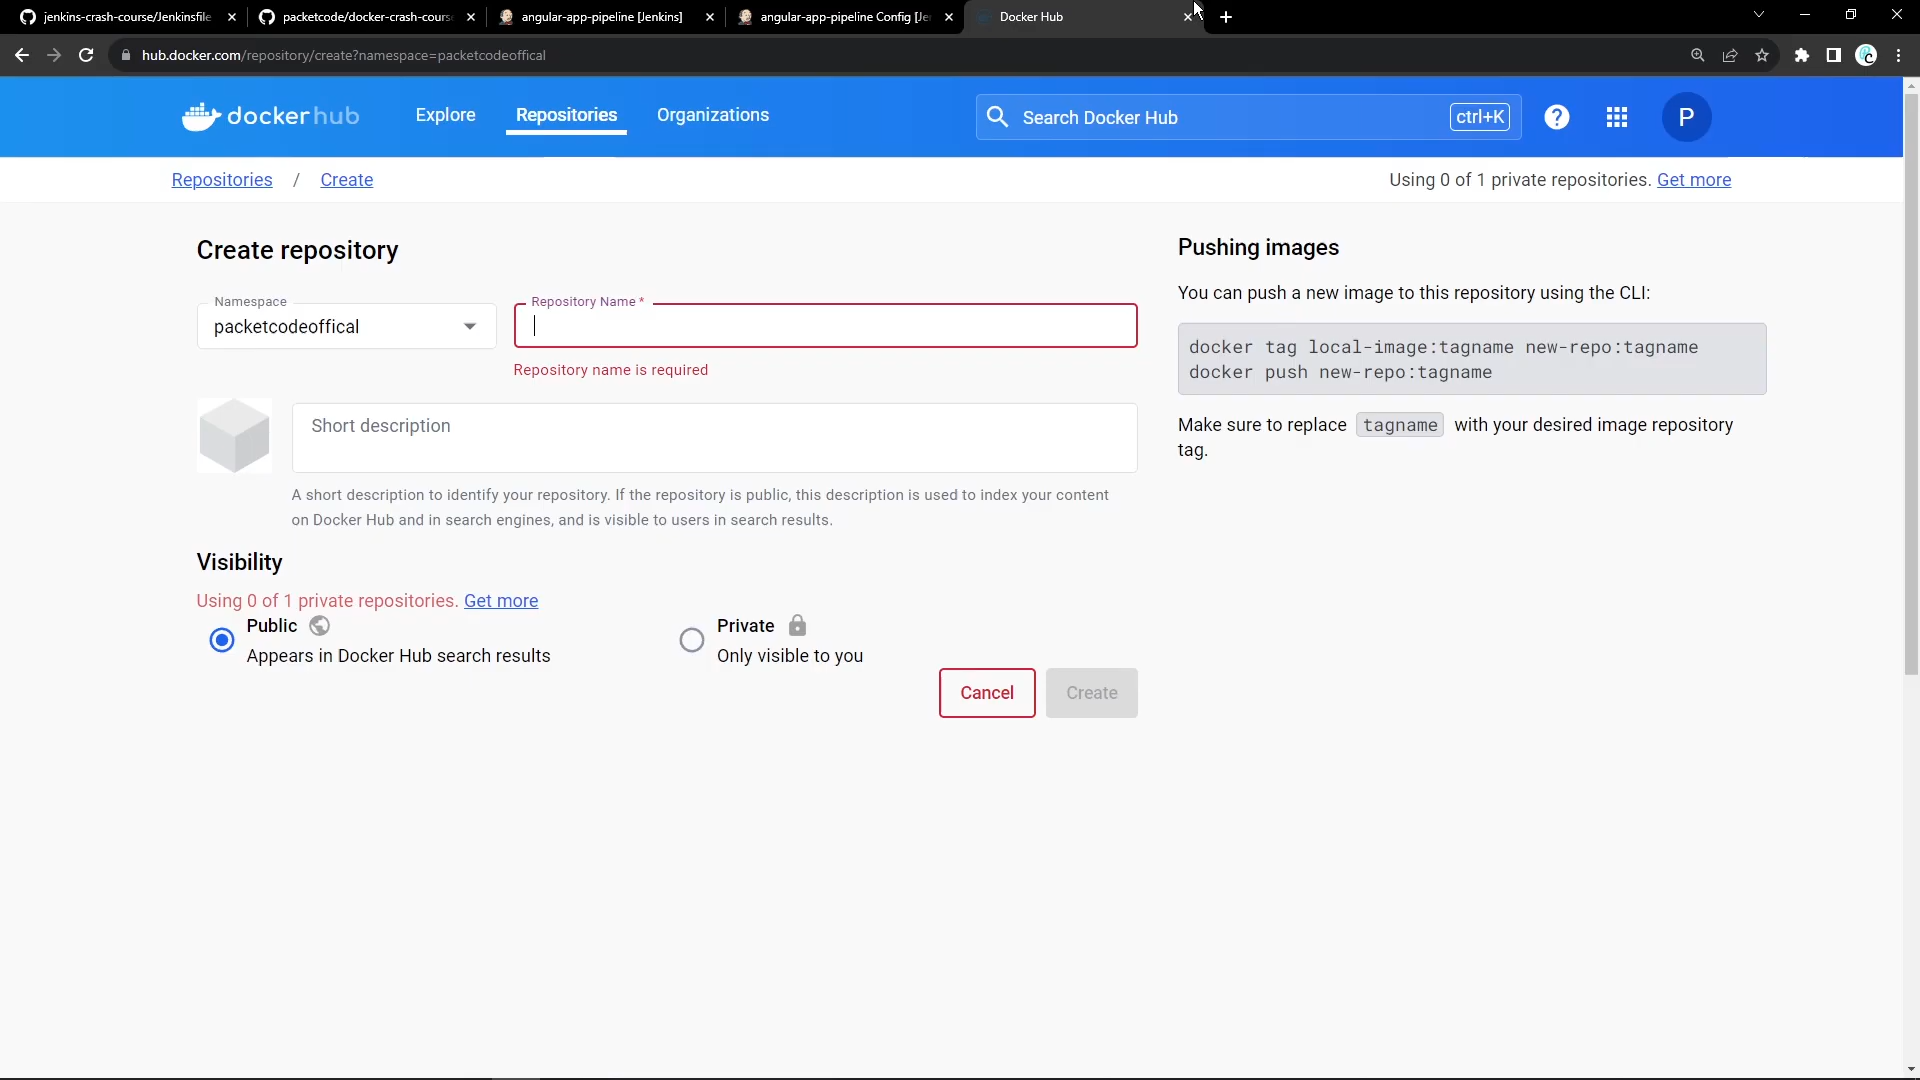 jenkins-crash-course/Jenkinsfile
packetcode/docker-crash-cours
angular-app-pipeline [Jenkins]
angular-app-pipeline Config [Je
Docker Hub
hub.docker.com/repository/create?namespace=packetcodeoffical
docker hub
Explore
Repositories
Organizations
Search Docker Hub
ctrl+K
?
P
Repositories / Create
Using 0 of 1 private repositories. Get more
Create repository
Namespace
packetcodeoffical
Repository Name *
Repository name is required
Short description
A short description to identify your repository. If the repository is public, this description is used to index your content
on Docker Hub and in search engines, and is visible to users in search results.
Visibility
Using 0 of 1 private repositories. Get more
Public
Appears in Docker Hub search results
Private
Only visible to you
Cancel
Create
Pushing images
You can push a new image to this repository using the CLI:
docker tag local-image:tagname new-repo:tagname
docker push new-repo:tagname
Make sure to replace tagname with your desired image repository
tag.